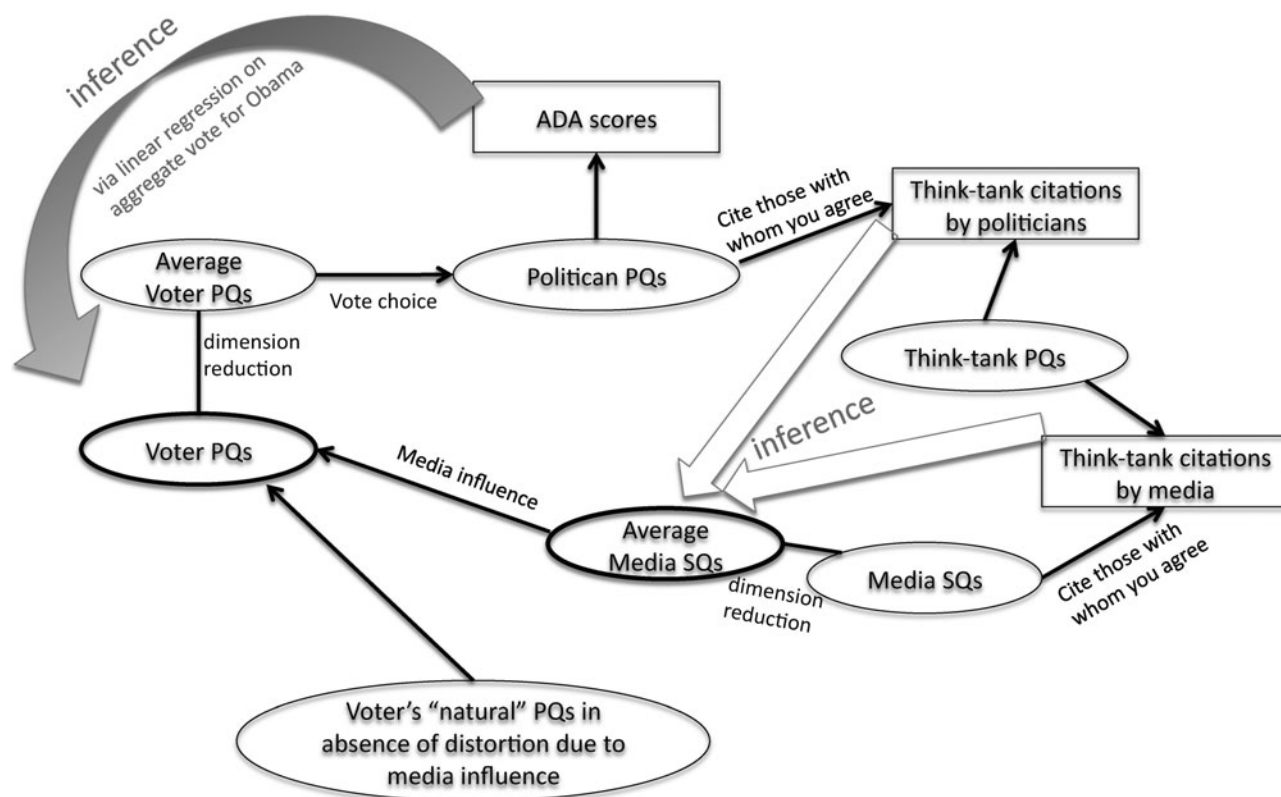 inference
via linear regression on
aggregate vote for Obama
ADA scores
Cite those with
whom you agree
Think-tank citations
by politicians
Average
Voter PQs
Vote choice
Politican PQs
dimension
reduction
Think-tank PQs
inference
Voter PQs
Media influence
Think-tank citations
by media
Average
Media SQs
dimension
reduction
Media SQs
Cite those with
whom you agree
Voter's "natural" PQs in
absence of distortion due to
media influence